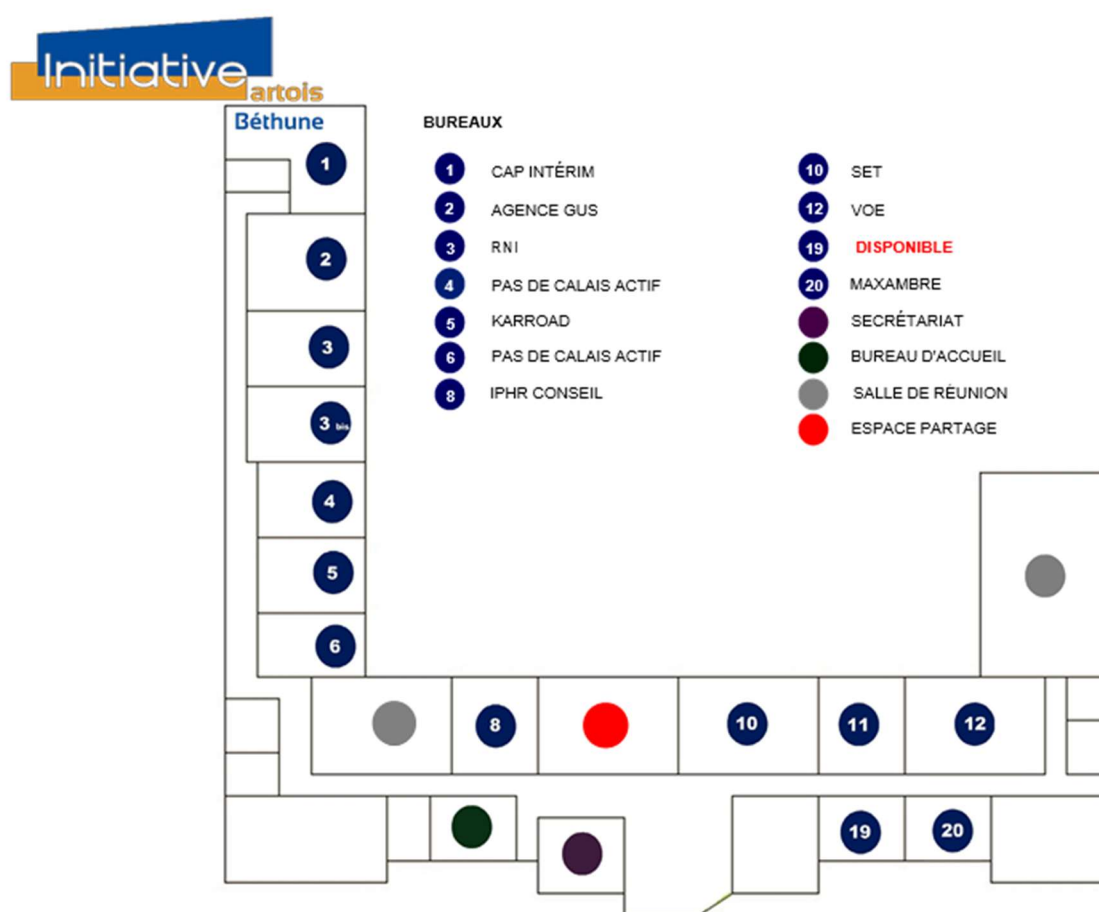 Initiative
artois
Béthune
BUREAUX
1 CAP INTÉRIM
2 AGENCE GUS
3 RNI
4 PAS DE CALAIS ACTIF
5 KARROAD
6 PAS DE CALAIS ACTIF
8 IPHR CONSEIL
10 SET
12 VOE
19 DISPONIBLE
20 MAXAMBRE
SECRÉTARIAT
BUREAU D'ACCUEIL
SALLE DE RÉUNION
ESPACE PARTAGE
1
2
3
3 bis
4
5
6
8
10
11
12
19
20